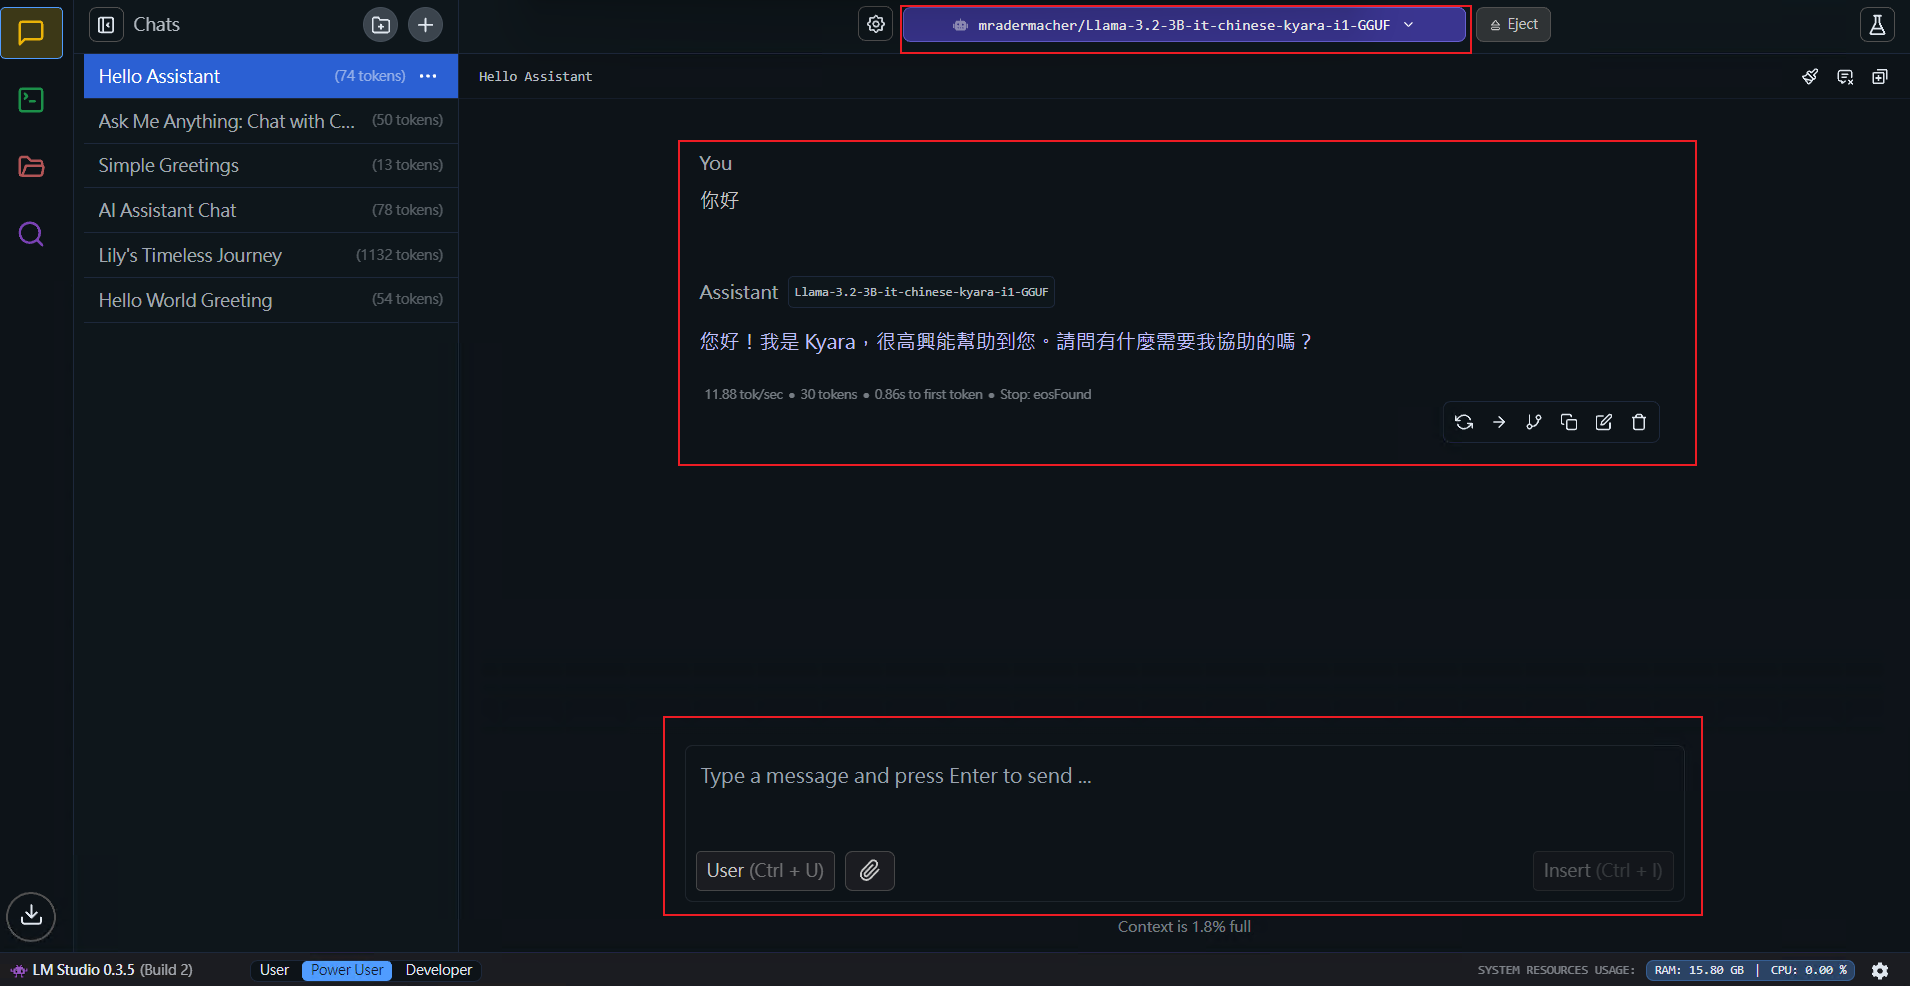 Chats
mradermacher/Llama-3.2-3B-it-chinese-kyara-i1-GGUF
Eject
Hello Assistant (74 tokens)
Ask Me Anything: Chat with C... (50 tokens)
Simple Greetings (13 tokens)
AI Assistant Chat (78 tokens)
Lily's Timeless Journey (1132 tokens)
Hello World Greeting (54 tokens)
Hello Assistant
You
你好
Assistant Llama-3.2-3B-it-chinese-kyara-i1-GGUF
您好！我是 Kyara，很高興能幫助到您。請問有什麼需要我協助的嗎？
11.88 tok/sec • 30 tokens • 0.86s to first token • Stop: eosFound
Type a message and press Enter to send ...
User (Ctrl + U)
Insert (Ctrl + I)
Context is 1.8% full
LM Studio 0.3.5 (Build 2)
User Power User Developer
SYSTEM RESOURCES USAGE: RAM: 15.80 GB | CPU: 0.00 %